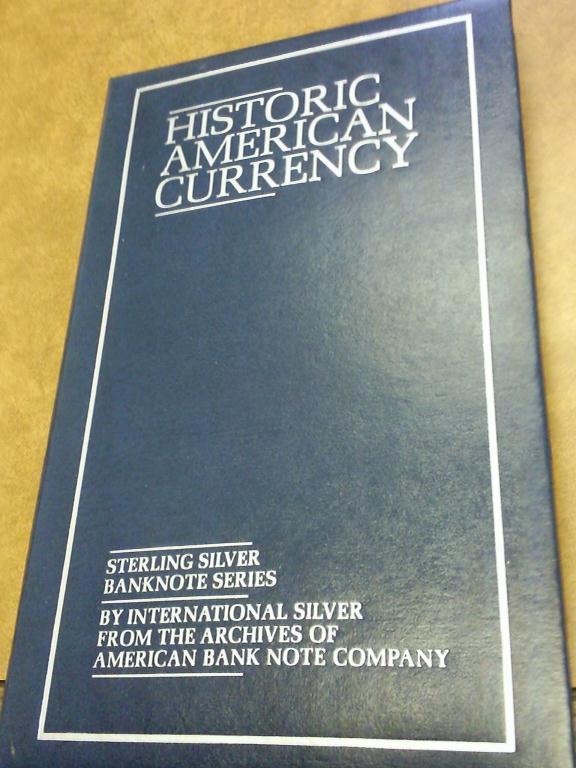 HISTORIC
AMERICAN
CURRENCY
STERLING SILVER
BANKNOTE SERIES
BY INTERNATIONAL SILVER
FROM THE ARCHIVES OF
AMERICAN BANK NOTE COMPANY